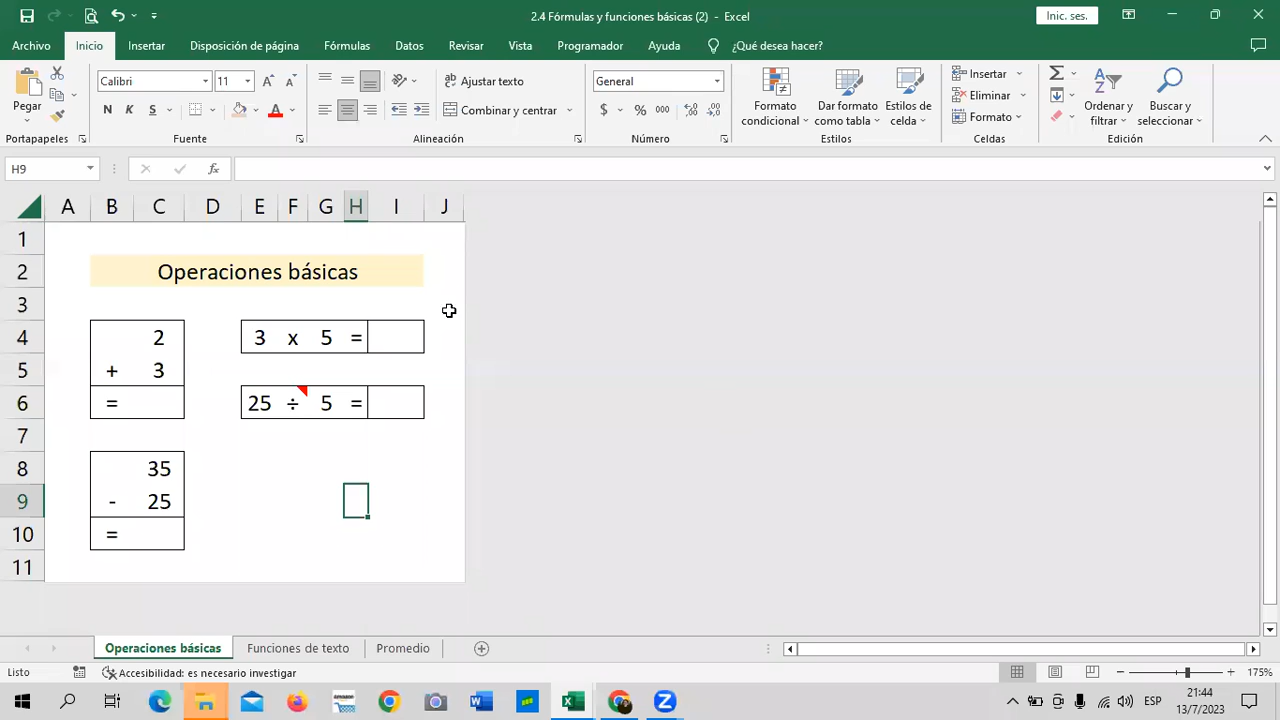 2.4 Fórmulas y funciones básicas (2) - Excel
Inic. ses.
Archivo Inicio Insertar Disposición de página Fórmulas Datos Revisar Vista Programador Ayuda ¿Qué desea hacer?
Pegar
Portapapeles
Calibri 11
N K S
Fuente
Ajustar texto
Combinar y centrar
Alineación
General
$ % 000
Número
Formato condicional
Dar formato como tabla
Estilos de celda
Estilos
Insertar
Eliminar
Formato
Celdas
Ordenar y filtrar
Buscar y seleccionar
Edición
H9 fx
A B C D E F G H I J
1
2 Operaciones básicas
3
4 2 3 x 5 =
5 + 3
6 = 25 ÷ 5 =
7
8 35
9 - 25
10 =
11
Operaciones básicas Funciones de texto Promedio
Listo Accesibilidad: es necesario investigar 175%
ESP 21:44
13/7/2023